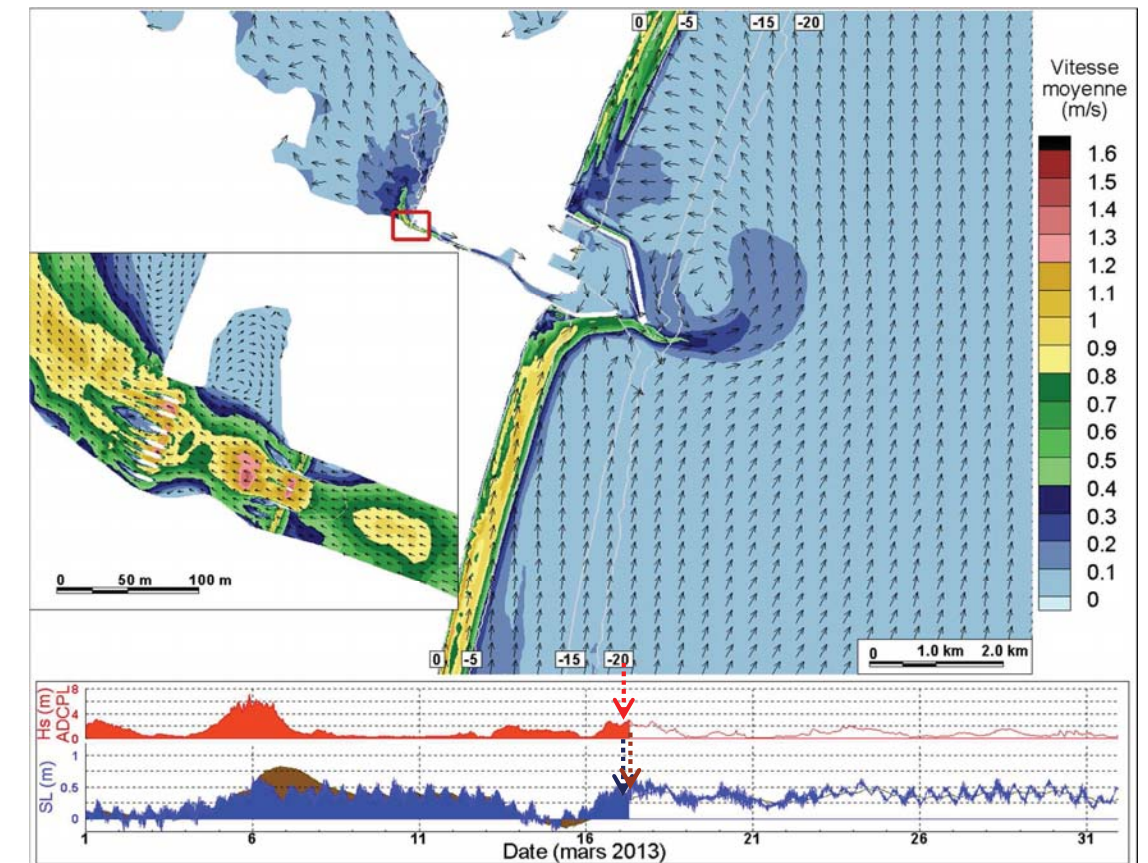 0 -5 -15 -20
Vitesse
moyenne
(m/s)
1.6
1.5
1.4
1.3
1.2
1.1
1
0.9
0.8
0.7
0.6
0.5
0.4
0.3
0.2
0.1
0
0 50 m 100 m
0 1.0 km 2.0 km
0 -5 -15 -20
Hs (m)
ADCPL
8
4
0
SL (m)
1
0.5
0
1 6 11 16 21 26 31
Date (mars 2013)